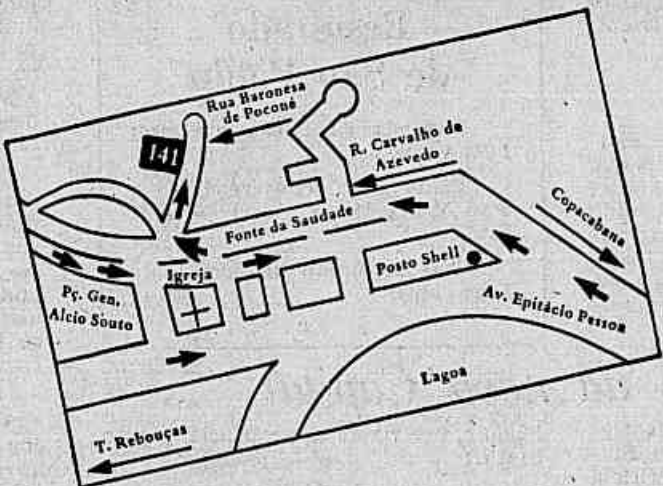 Rua Baronesa
de Poconé
141
R. Carvalho de
Azevedo
Copacabana
Fonte da Saudade
Igreja
Posto Shell
Pç. Gen.
Alcio Souto
Av. Epitácio Pessoa
Lagoa
T. Rebouças